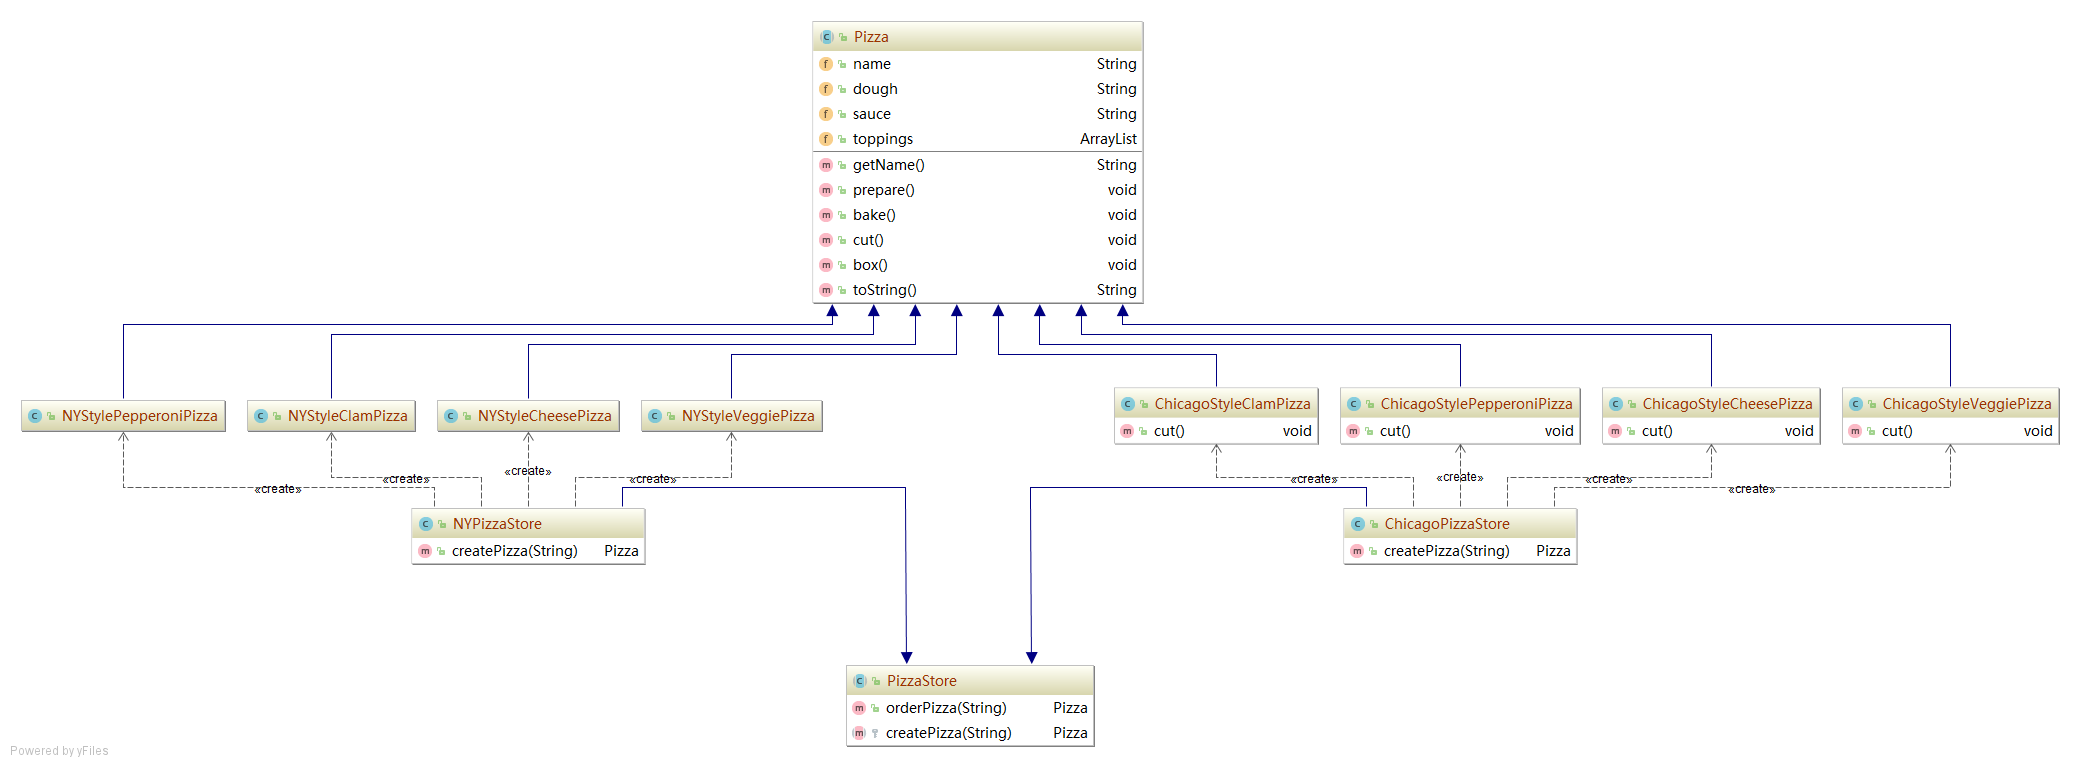 Pizza
name String
dough String
sauce String
toppings ArrayList
getName() String
prepare() void
bake() void
cut() void
box() void
toString() String
NYStylePepperoniPizza
NYStyleClamPizza
NYStyleCheesePizza
NYStyleVeggiePizza
ChicagoStyleClamPizza
cut() void
ChicagoStylePepperoniPizza
cut() void
ChicagoStyleCheesePizza
cut() void
ChicagoStyleVeggiePizza
cut() void
«create»
«create»
«create»
«create»
«create»
«create»
«create»
«create»
NYPizzaStore
createPizza(String) Pizza
ChicagoPizzaStore
createPizza(String) Pizza
PizzaStore
orderPizza(String) Pizza
createPizza(String) Pizza
Powered by yFiles